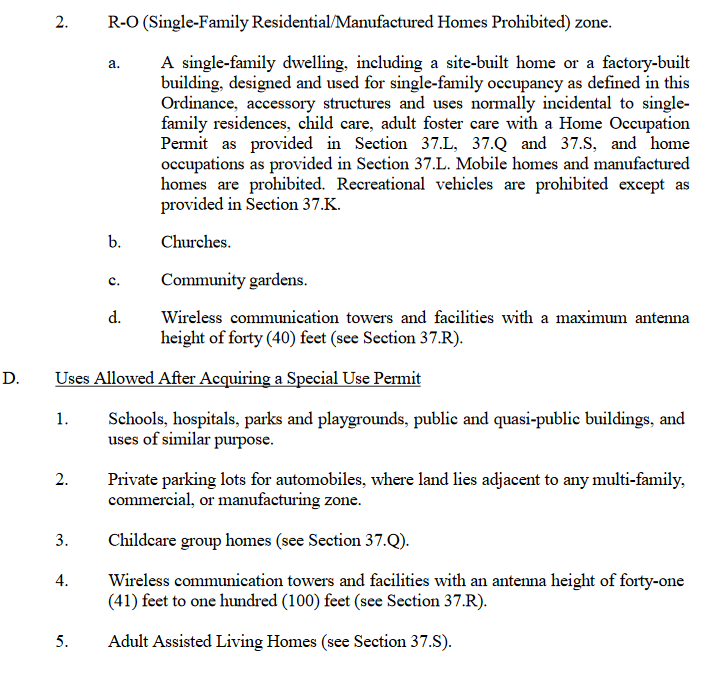 2. R-O (Single-Family Residential/Manufactured Homes Prohibited) zone.
a. A single-family dwelling, including a site-built home or a factory-built
building, designed and used for single-family occupancy as defined in this
Ordinance, accessory structures and uses normally incidental to single-
family residences, child care, adult foster care with a Home Occupation
Permit as provided in Section 37.L, 37.Q and 37.S, and home
occupations as provided in Section 37.L. Mobile homes and manufactured
homes are prohibited. Recreational vehicles are prohibited except as
provided in Section 37.K.
b. Churches.
c. Community gardens.
d. Wireless communication towers and facilities with a maximum antenna
height of forty (40) feet (see Section 37.R).
D. Uses Allowed After Acquiring a Special Use Permit
1. Schools, hospitals, parks and playgrounds, public and quasi-public buildings, and
uses of similar purpose.
2. Private parking lots for automobiles, where land lies adjacent to any multi-family,
commercial, or manufacturing zone.
3. Childcare group homes (see Section 37.Q).
4. Wireless communication towers and facilities with an antenna height of forty-one
(41) feet to one hundred (100) feet (see Section 37.R).
5. Adult Assisted Living Homes (see Section 37.S).